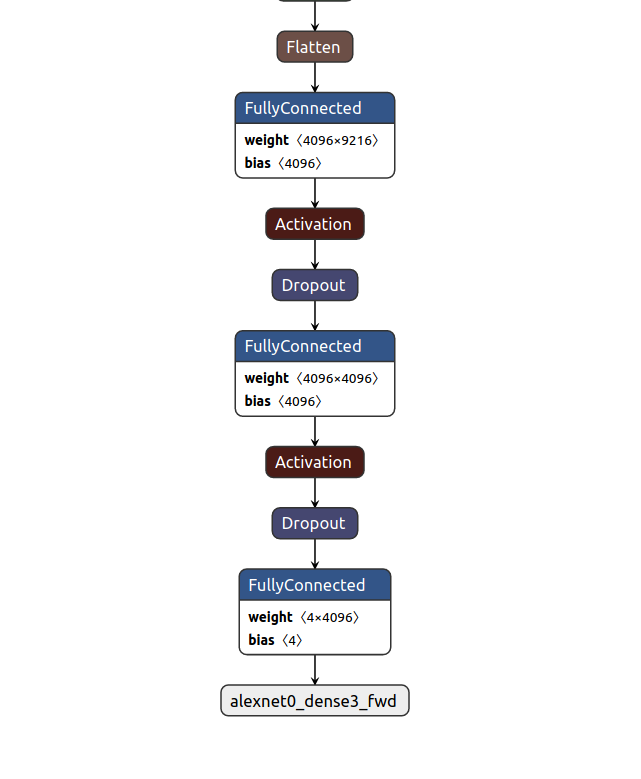 Flatten
FullyConnected
weight 〈4096×9216〉
bias 〈4096〉
Activation
Dropout
FullyConnected
weight 〈4096×4096〉
bias 〈4096〉
Activation
Dropout
FullyConnected
weight 〈4×4096〉
bias 〈4〉
alexnet0_dense3_fwd